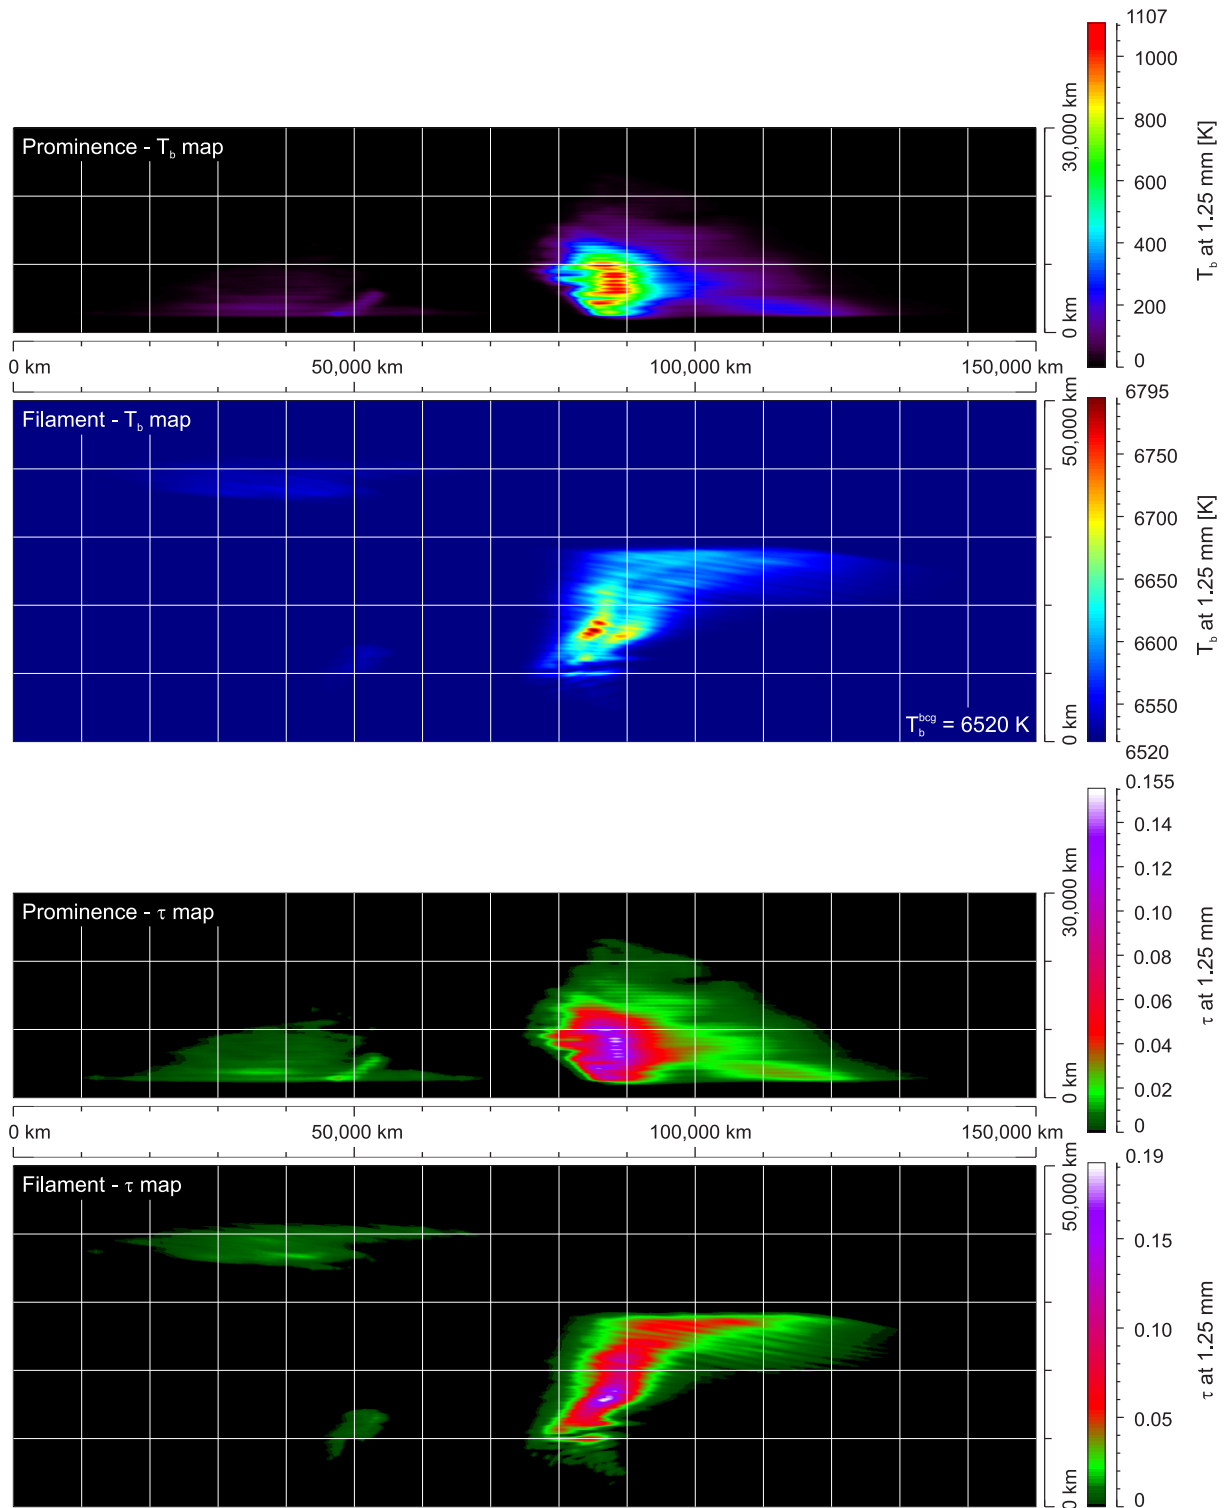 Prominence - Tb map
30,000 km
0 km
1107
1000
800
600
400
200
0
Tb at 1.25 mm [K]
0 km
50,000 km
100,000 km
150,000 km
Filament - Tb map
Tb^bcg = 6520 K
50,000 km
0 km
6795
6750
6700
6650
6600
6550
6520
Tb at 1.25 mm [K]
Prominence - τ map
30,000 km
0 km
0.155
0.14
0.12
0.10
0.08
0.06
0.04
0.02
0
τ at 1.25 mm
0 km
50,000 km
100,000 km
150,000 km
Filament - τ map
50,000 km
0 km
0.19
0.15
0.10
0.05
0
τ at 1.25 mm